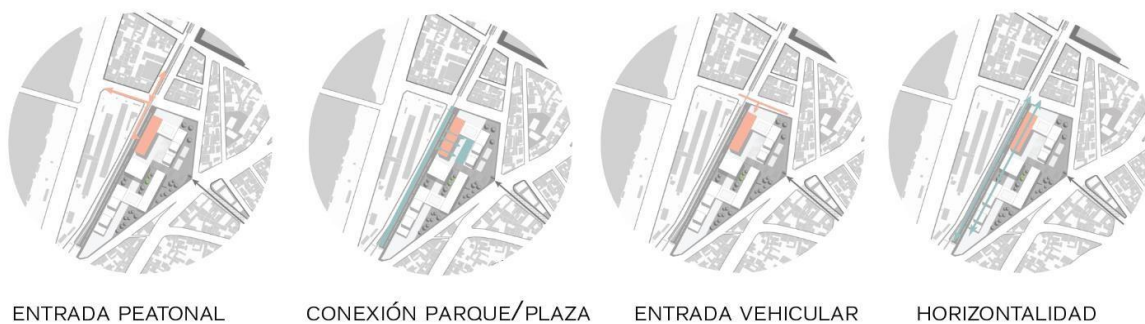 ENTRADA PEATONAL
CONEXIÓN PARQUE/PLAZA
ENTRADA VEHICULAR
HORIZONTALIDAD